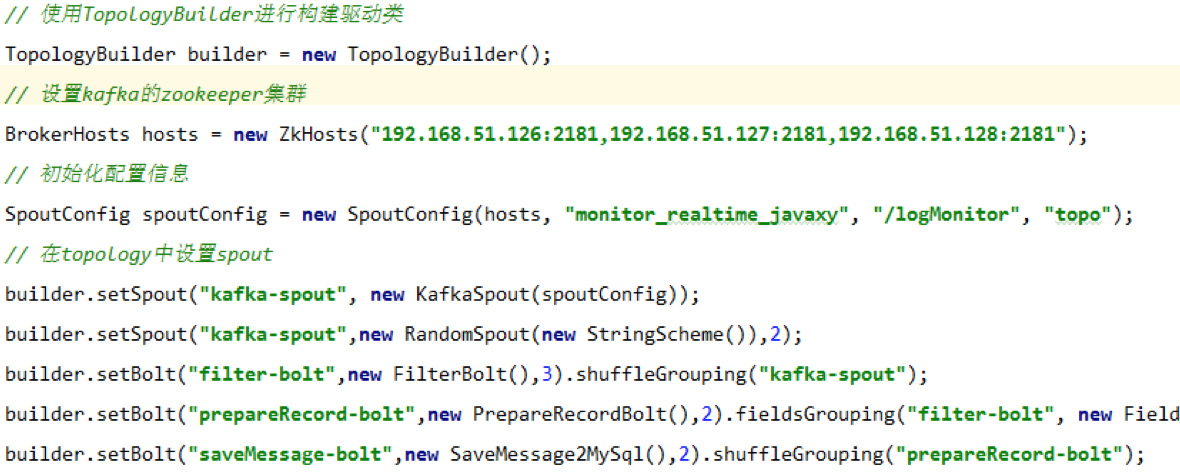 // 使用TopologyBuilder进行构建驱动类
TopologyBuilder builder = new TopologyBuilder();
// 设置kafka的zookeeper集群
BrokerHosts hosts = new ZkHosts("192.168.51.126:2181,192.168.51.127:2181,192.168.51.128:2181");
// 初始化配置信息
SpoutConfig spoutConfig = new SpoutConfig(hosts, "monitor_realtime_javaxy", "/logMonitor", "topo");
// 在topology中设置spout
builder.setSpout("kafka-spout", new KafkaSpout(spoutConfig));
builder.setSpout("kafka-spout",new RandomSpout(new StringScheme()),2);
builder.setBolt("filter-bolt",new FilterBolt(),3).shuffleGrouping("kafka-spout");
builder.setBolt("prepareRecord-bolt",new PrepareRecordBolt(),2).fieldsGrouping("filter-bolt", new Field
builder.setBolt("saveMessage-bolt",new SaveMessage2MySql(),2).shuffleGrouping("prepareRecord-bolt");